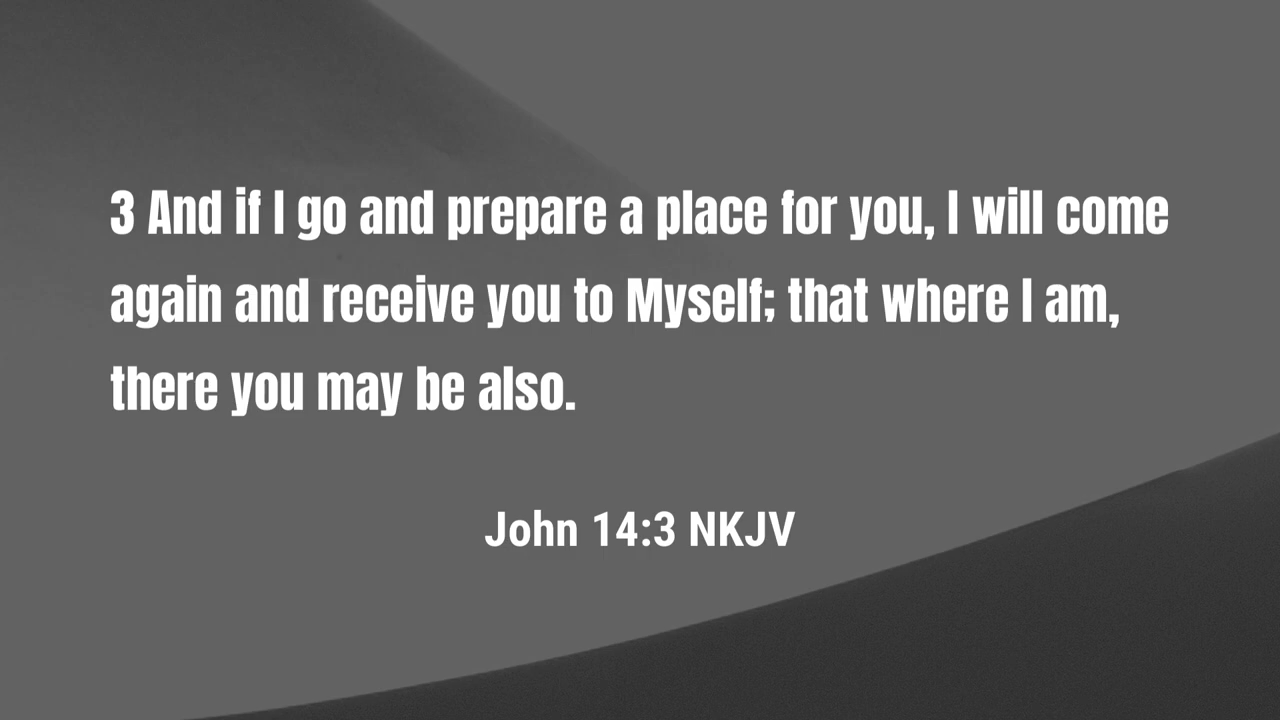 3 And if I go and prepare a place for you, I will come
again and receive you to Myself; that where I am,
there you may be also.
John 14:3 NKJV